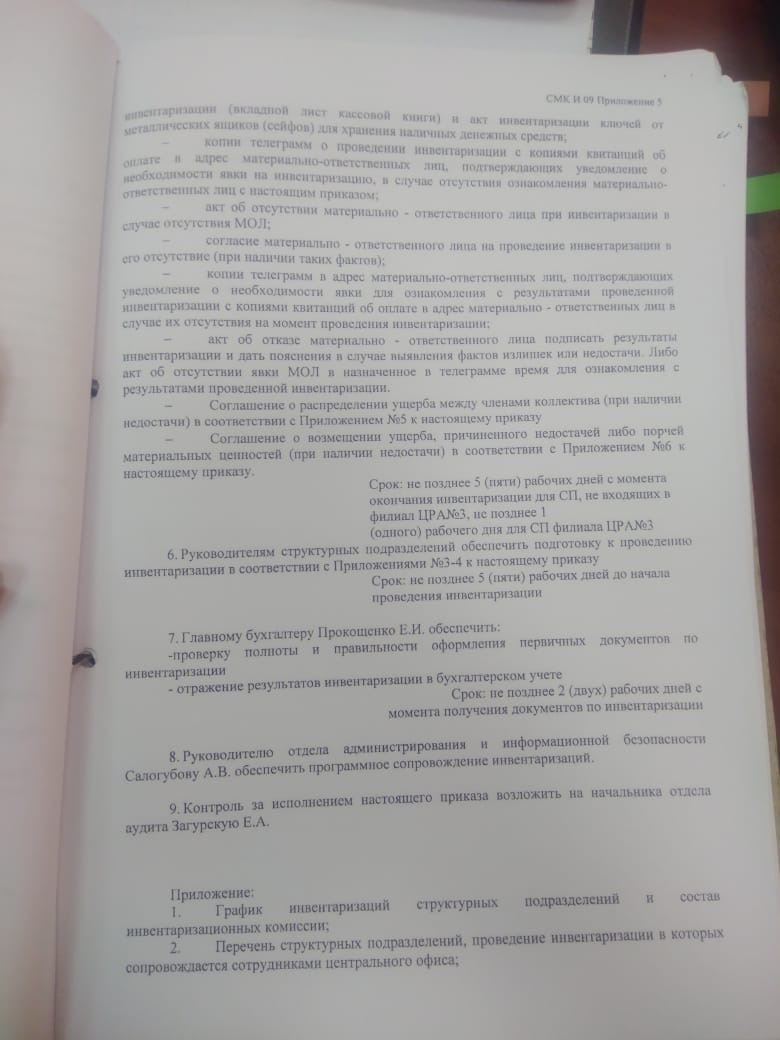 СМК И 09 Приложение 5
инвентаризации (вкладной лист кассовой книги) и акт инвентаризации ключей от
металлических ящиков (сейфов) для хранения наличных денежных средств;
– копии телеграмм о проведении инвентаризации с копиями квитанций об
оплате в адрес материально-ответственных лиц, подтверждающих уведомление о
необходимости явки на инвентаризацию, в случае отсутствия ознакомления материально-
ответственных лиц с настоящим приказом;
– акт об отсутствии материально - ответственного лица при инвентаризации в
случае отсутствия МОЛ;
– согласие материально - ответственного лица на проведение инвентаризации в
его отсутствие (при наличии таких фактов);
– копии телеграмм в адрес материально-ответственных лиц, подтверждающих
уведомление о необходимости явки для ознакомления с результатами проведенной
инвентаризации с копиями квитанций об оплате в адрес материально - ответственных лиц в
случае их отсутствия на момент проведения инвентаризации;
– акт об отказе материально - ответственного лица подписать результаты
инвентаризации и дать пояснения в случае выявления фактов излишек или недостачи. Либо
акт об отсутствии явки МОЛ в назначенное в телеграмме время для ознакомления с
результатами проведенной инвентаризации.
– Соглашение о распределении ущерба между членами коллектива (при наличии
недостачи) в соответствии с Приложением №5 к настоящему приказу
– Соглашение о возмещении ущерба, причиненного недостачей либо порчей
материальных ценностей (при наличии недостачи) в соответствии с Приложением №6 к
настоящему приказу.
Срок: не позднее 5 (пяти) рабочих дней с момента
окончания инвентаризации для СП, не входящих в
филиал ЦРА№3, не позднее 1
(одного) рабочего дня для СП филиала ЦРА№3
6. Руководителям структурных подразделений обеспечить подготовку к проведению
инвентаризации в соответствии с Приложениями №3-4 к настоящему приказу
Срок: не позднее 5 (пяти) рабочих дней до начала
проведения инвентаризации
7. Главному бухгалтеру Прокощенко Е.И. обеспечить:
-проверку полноты и правильности оформления первичных документов по
инвентаризации
- отражение результатов инвентаризации в бухгалтерском учете
Срок: не позднее 2 (двух) рабочих дней с
момента получения документов по инвентаризации
8. Руководителю отдела администрирования и информационной безопасности
Салогубову А.В. обеспечить программное сопровождение инвентаризаций.
9. Контроль за исполнением настоящего приказа возложить на начальника отдела
аудита Загурскую Е.А.
Приложение:
1. График инвентаризаций структурных подразделений и состав
инвентаризационных комиссии;
2. Перечень структурных подразделений, проведение инвентаризации в которых
сопровождается сотрудниками центрального офиса;